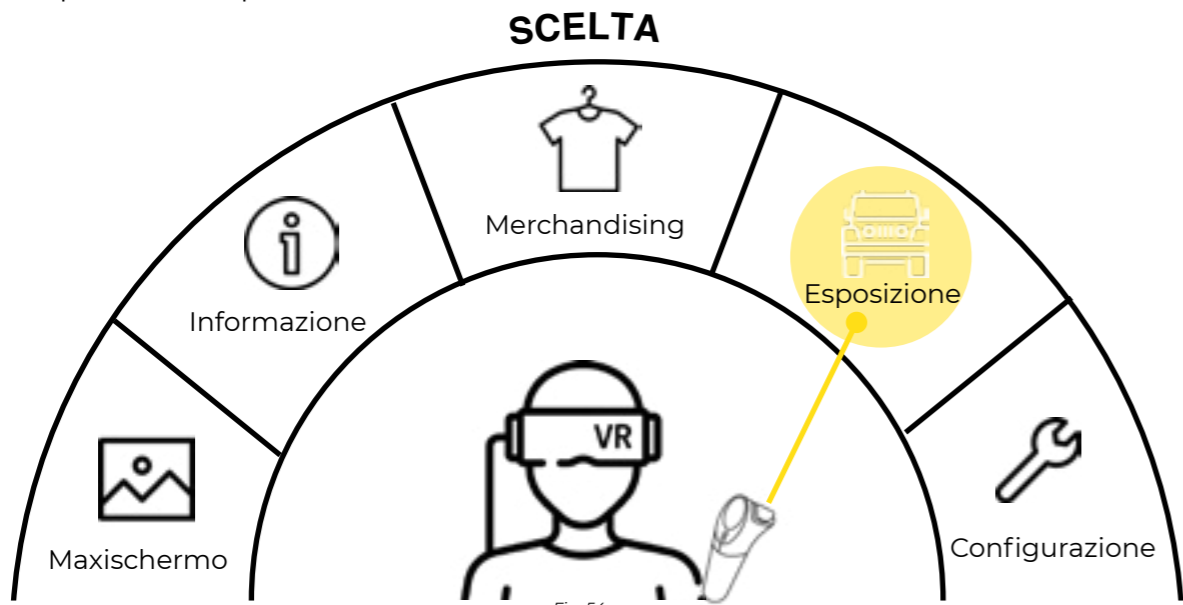 SCELTA
Merchandising
Informazione
Esposizione
Maxischermo
Configurazione
VR